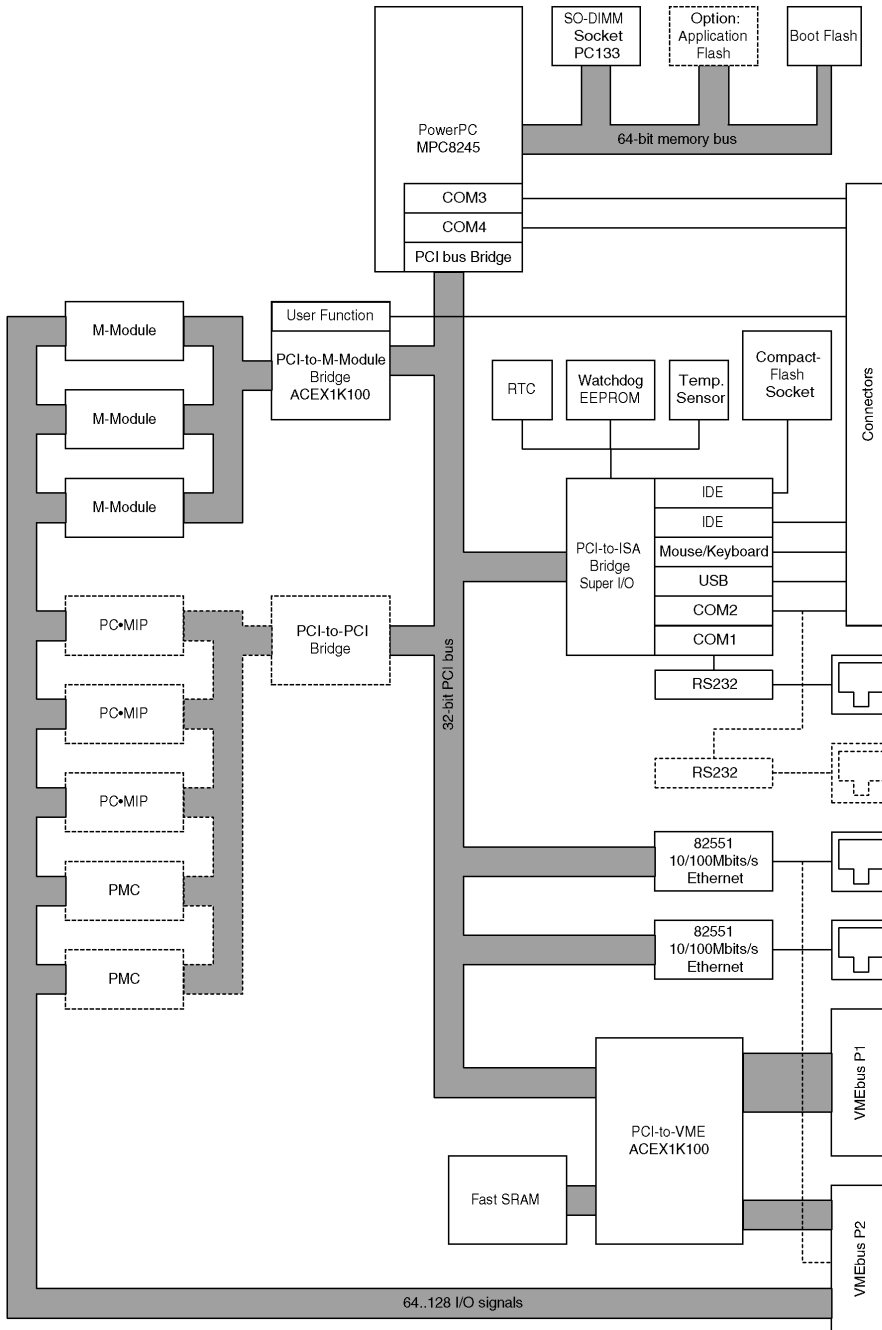 SO-DIMM
Socket
PC133
Option:
Application
Flash
Boot Flash
PowerPC
MPC8245
64-bit memory bus
COM3
COM4
PCI bus Bridge
M-Module
User Function
PCI-to-M-Module
Bridge
ACEX1K100
M-Module
M-Module
RTC
Watchdog
EEPROM
Temp.
Sensor
Compact-
Flash
Socket
Connectors
PCI-to-ISA
Bridge
Super I/O
IDE
IDE
Mouse/Keyboard
USB
COM2
COM1
RS232
RS232
PC•MIP
PC•MIP
PC•MIP
PMC
PMC
PCI-to-PCI
Bridge
32-bit PCI bus
82551
10/100Mbits/s
Ethernet
82551
10/100Mbits/s
Ethernet
PCI-to-VME
ACEX1K100
Fast SRAM
VMEbus P1
VMEbus P2
64..128 I/O signals